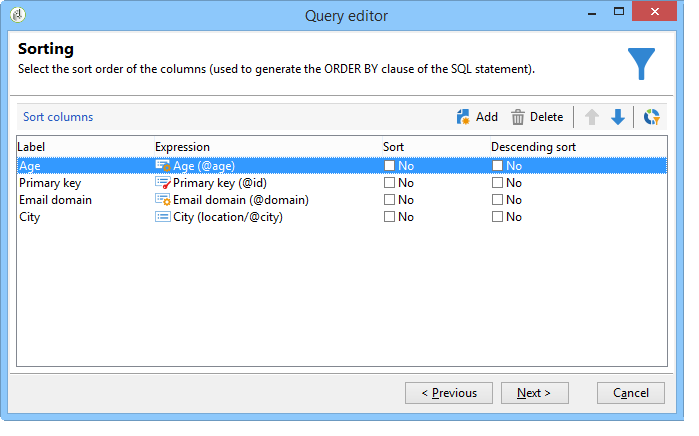 Query editor
Sorting
Select the sort order of the columns (used to generate the ORDER BY clause of the SQL statement).
Sort columns Add Delete
Label Expression Sort Descending sort
Age Age (@age) No No
Primary key Primary key (@id) No No
Email domain Email domain (@domain) No No
City City (location/@city) No No
< Previous Next > Cancel